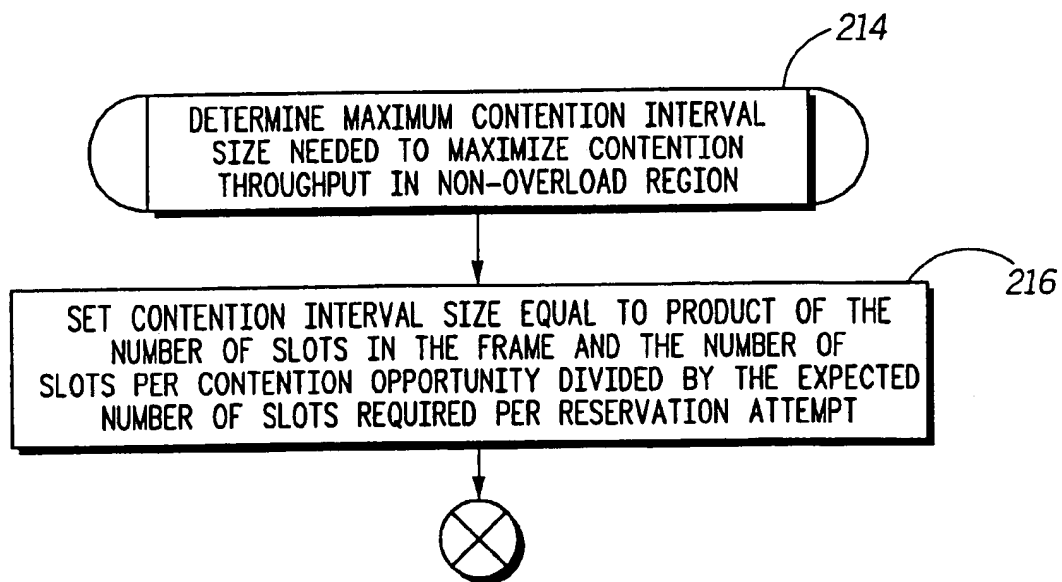 214
DETERMINE MAXIMUM CONTENTION INTERVAL
SIZE NEEDED TO MAXIMIZE CONTENTION
THROUGHPUT IN NON-OVERLOAD REGION
216
SET CONTENTION INTERVAL SIZE EQUAL TO PRODUCT OF THE
NUMBER OF SLOTS IN THE FRAME AND THE NUMBER OF
SLOTS PER CONTENTION OPPORTUNITY DIVIDED BY THE EXPECTED
NUMBER OF SLOTS REQUIRED PER RESERVATION ATTEMPT